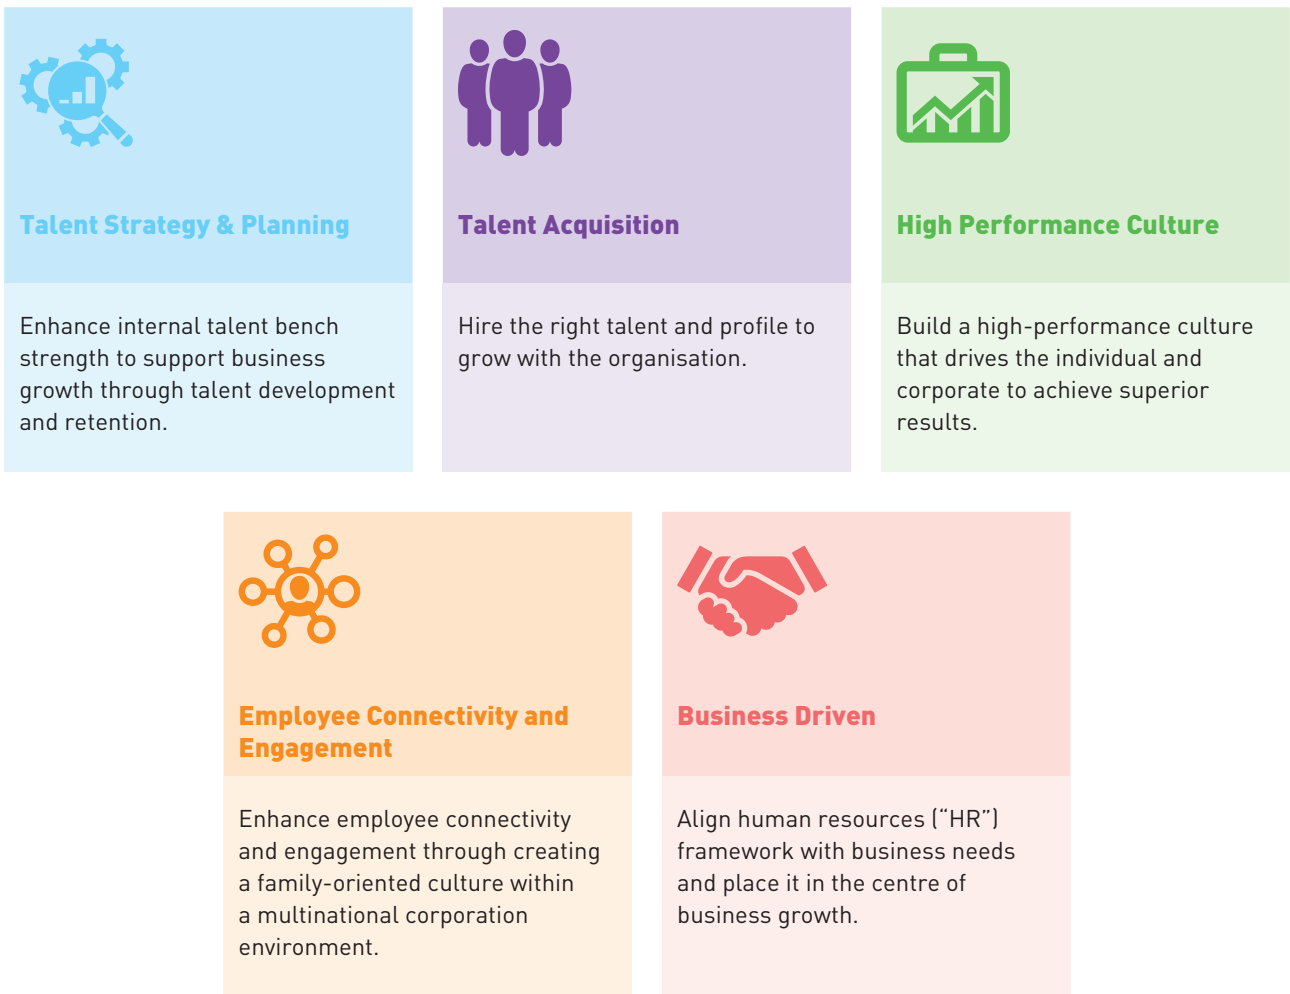 Talent Strategy & Planning
Enhance internal talent bench
strength to support business
growth through talent development
and retention.
Talent Acquisition
Hire the right talent and profile to
grow with the organisation.
High Performance Culture
Build a high-performance culture
that drives the individual and
corporate to achieve superior
results.
Employee Connectivity and
Engagement
Enhance employee connectivity
and engagement through creating
a family-oriented culture within
a multinational corporation
environment.
Business Driven
Align human resources (“HR”)
framework with business needs
and place it in the centre of
business growth.